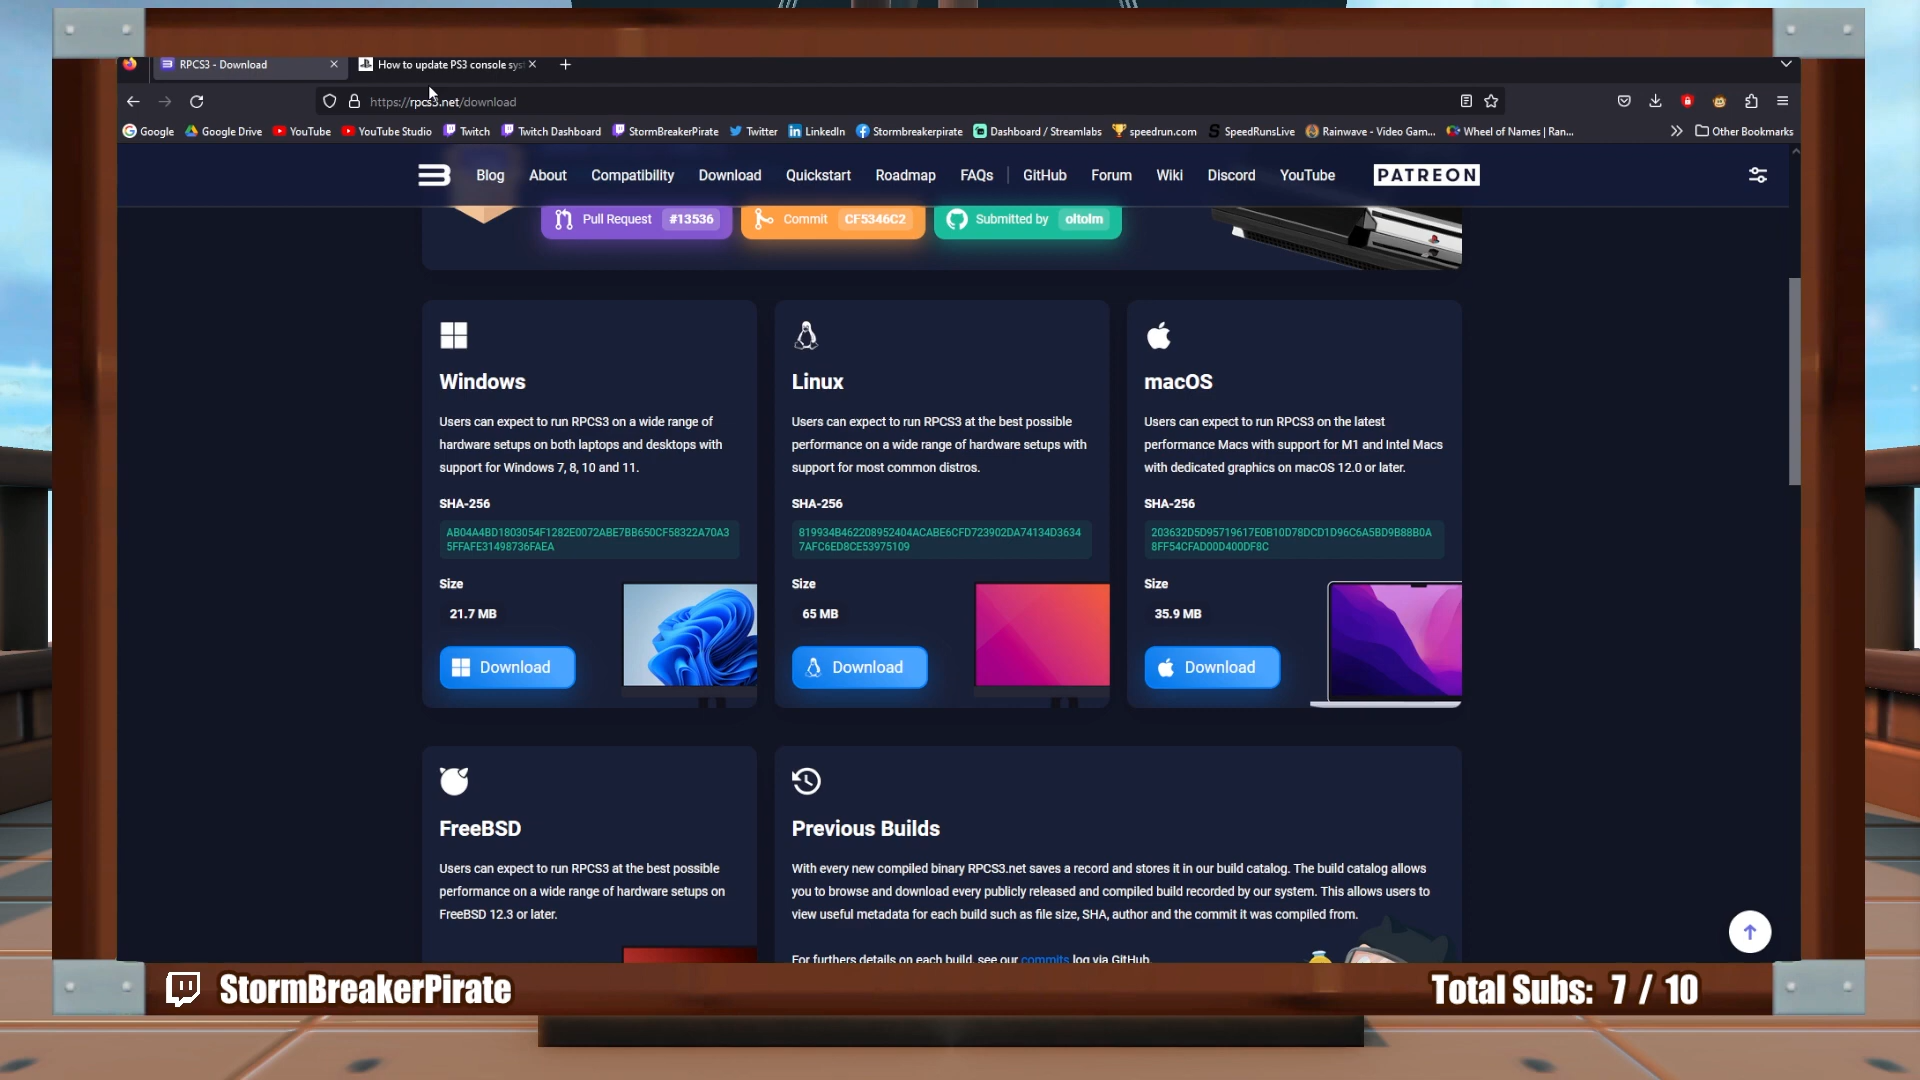 RPCS3 - Download
How to update PS3 console sys
https://rpcs3.net/download
Google
Google Drive
YouTube
YouTube Studio
Twitch
Twitch Dashboard
StormBreakerPirate
Twitter
LinkedIn
Stormbreakerpirate
Dashboard / Streamlabs
speedrun.com
SpeedRunsLive
Rainwave - Video Gam...
Wheel of Names | Ran...
Other Bookmarks
Blog
About
Compatibility
Download
Quickstart
Roadmap
FAQs
GitHub
Forum
Wiki
Discord
YouTube
PATREON
Pull Request #13536
Commit CF5346C2
Submitted by oltolm
Windows
Users can expect to run RPCS3 on a wide range of
hardware setups on both laptops and desktops with
support for Windows 7, 8, 10 and 11.
SHA-256
AB04A4BD1803054F1282E0072ABE7BB650CF58322A70A3
5FFAFE31498736FAEA
Size
21.7 MB
Download
Linux
Users can expect to run RPCS3 at the best possible
performance on a wide range of hardware setups with
support for most common distros.
SHA-256
819934B462208952404ACABE6CFD723902DA74134D3634
7AFC6ED8CE53975109
Size
65 MB
Download
macOS
Users can expect to run RPCS3 on the latest
performance Macs with support for M1 and Intel Macs
with dedicated graphics on macOS 12.0 or later.
SHA-256
203632D5D95719617E0B10D78DCD1D96C6A5BD9B88B0A
8FF54CFAD00D400DF8C
Size
35.9 MB
Download
FreeBSD
Users can expect to run RPCS3 at the best possible
performance on a wide range of hardware setups on
FreeBSD 12.3 or later.
Previous Builds
With every new compiled binary RPCS3.net saves a record and stores it in our build catalog. The build catalog allows
you to browse and download every publicly released and compiled build recorded by our system. This allows users to
view useful metadata for each build such as file size, SHA, author and the commit it was compiled from.
For furthers details on each build, see our commits log via GitHub.
StormBreakerPirate
Total Subs: 7 / 10